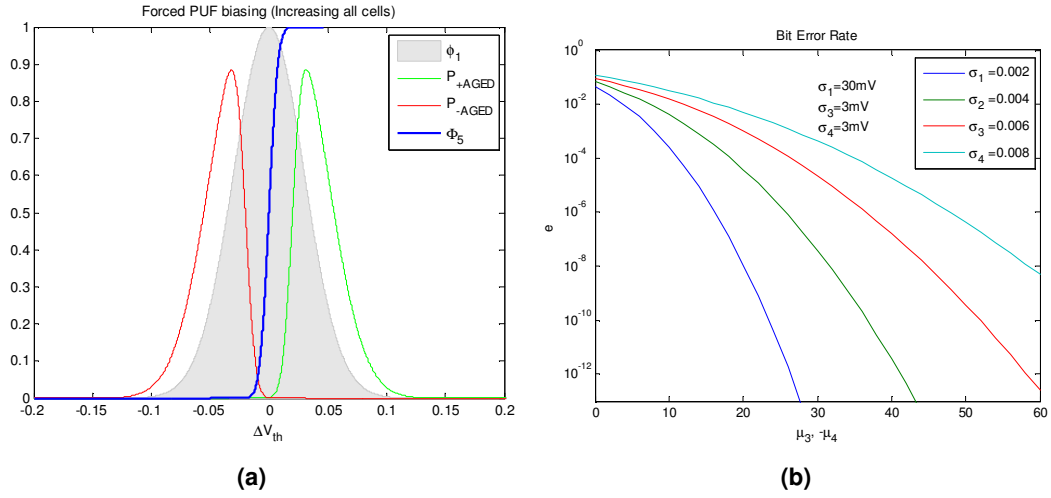 Forced PUF biasing (Increasing all cells)
1
0.9
0.8
0.7
0.6
0.5
0.4
0.3
0.2
0.1
0
-0.2
-0.15
-0.1
-0.05
0
0.05
0.1
0.15
0.2
ΔV_th
ϕ_1
P_+AGED
P_-AGED
Φ_5
(a)
Bit Error Rate
10^0
10^-2
10^-4
10^-6
10^-8
10^-10
10^-12
e
0
10
20
30
40
50
60
μ_3, -μ_4
σ_1=30mV
σ_3=3mV
σ_4=3mV
σ_1=0.002
σ_2=0.004
σ_3=0.006
σ_4=0.008
(b)